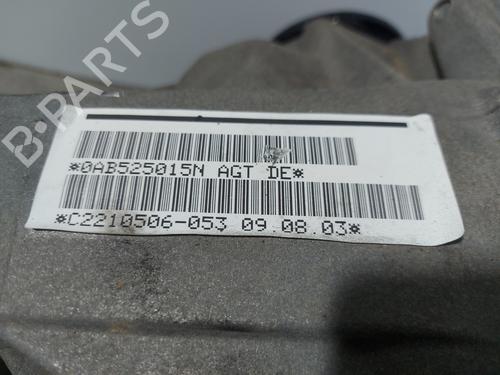 B-PARTS
*0AB525015N AGT DE*
*C2210506-053 09.08.03*